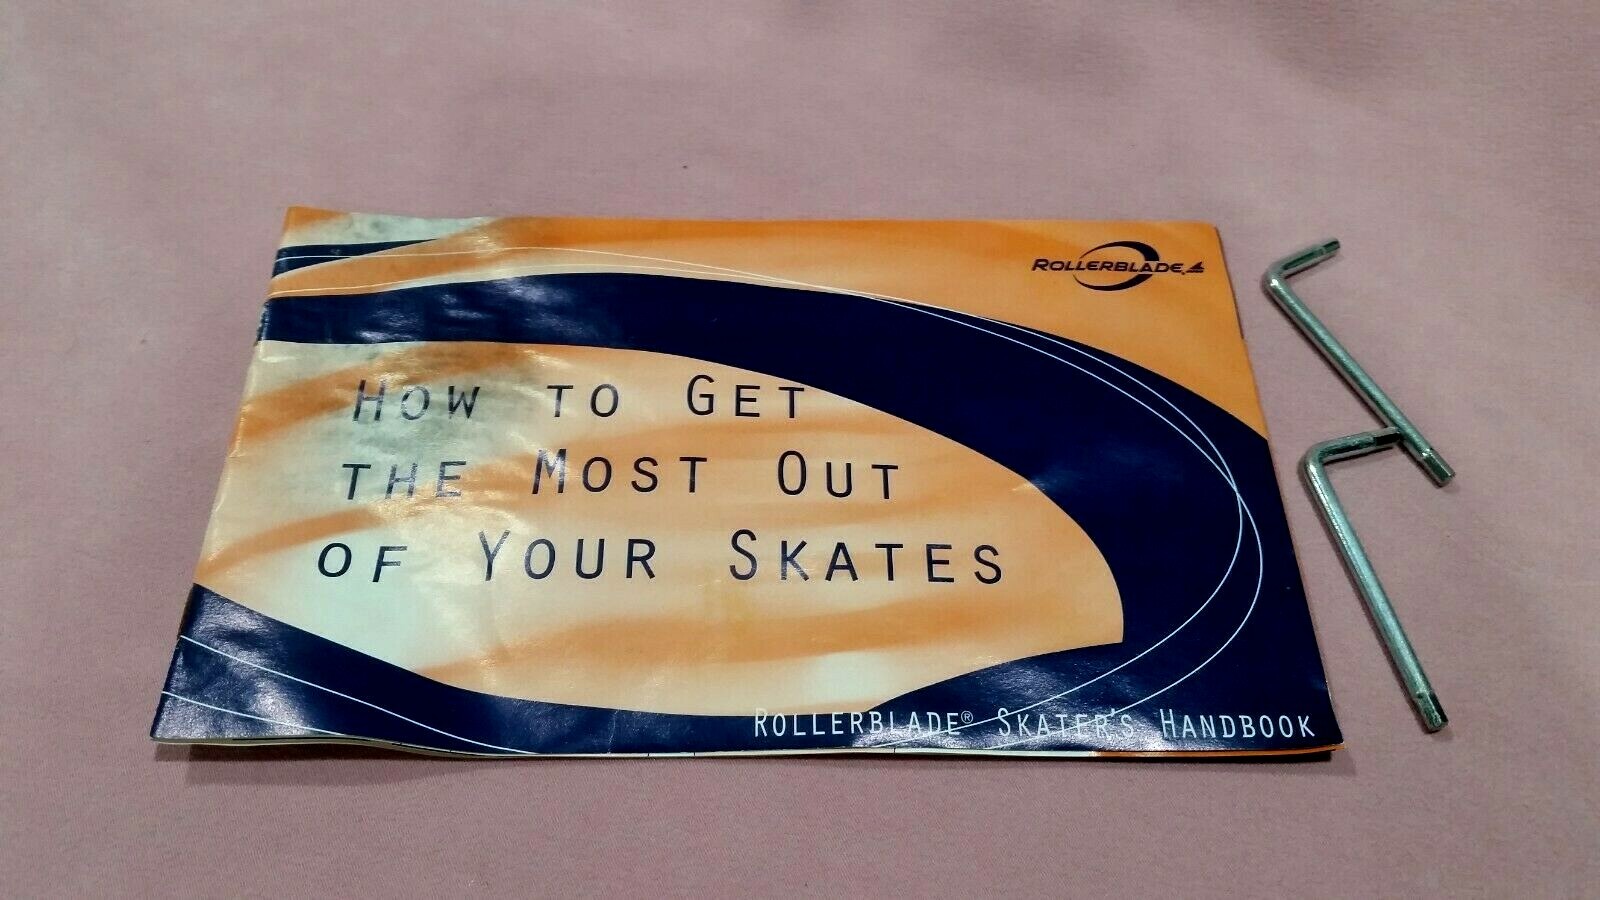 ROLLERBLADE
HOW TO GET
THE MOST OUT
OF YOUR SKATES
ROLLERBLADE® SKATER'S HANDBOOK